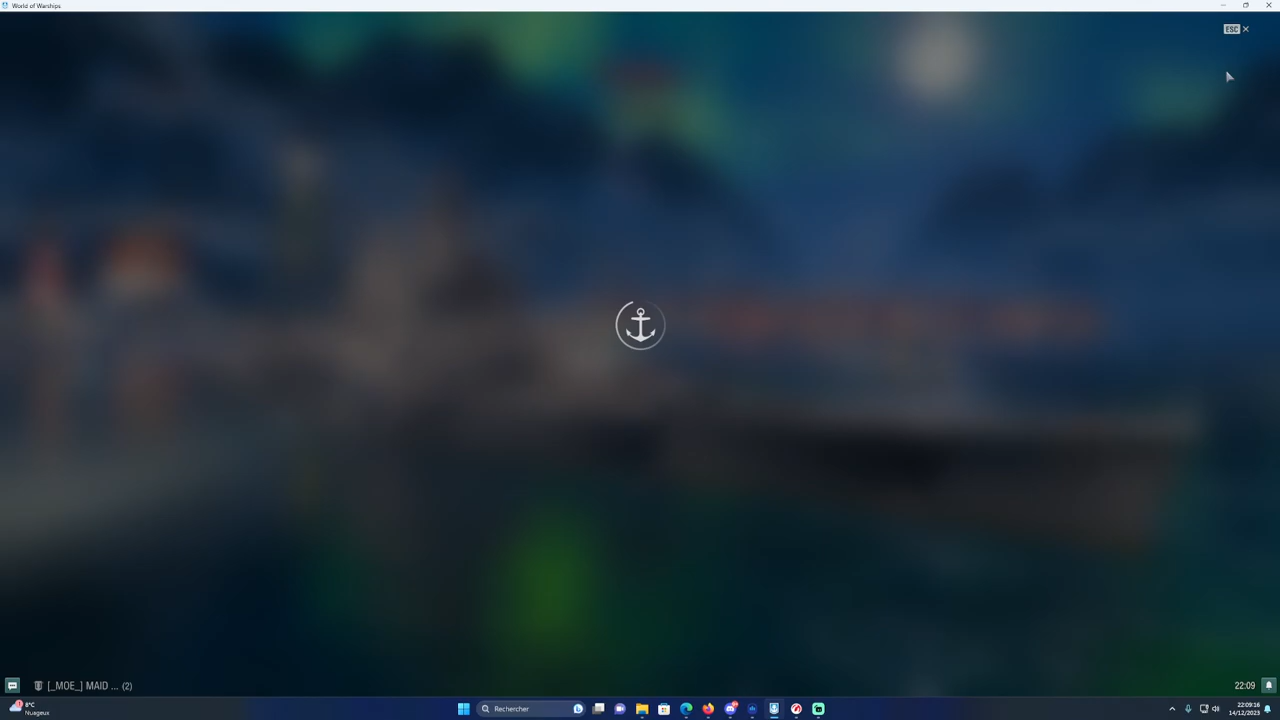 World of Warships
ESC
[_MOE_] MAID ... (2)
22:09
8°C
Nuageux
Rechercher
22:09:16
14/12/2023